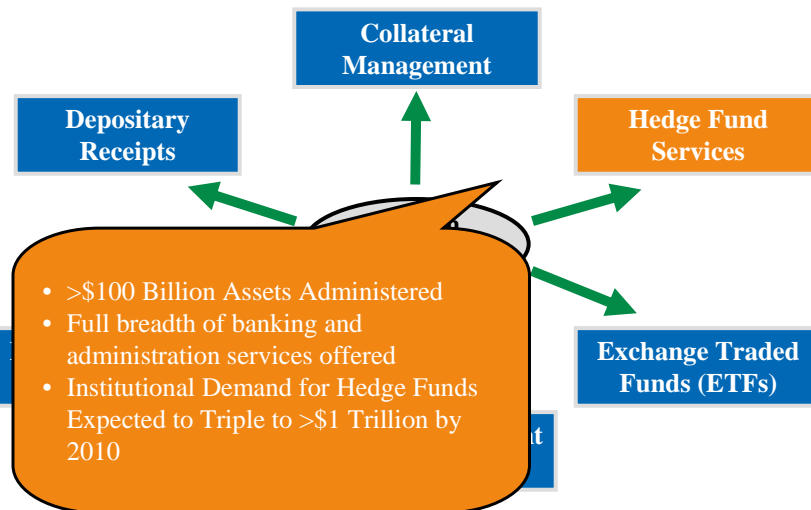 Collateral
Management
Depositary
Receipts
Hedge Fund
Services
• >$100 Billion Assets Administered
• Full breadth of banking and
administration services offered
• Institutional Demand for Hedge Funds
Expected to Triple to >$1 Trillion by
2010
Exchange Traded
Funds (ETFs)